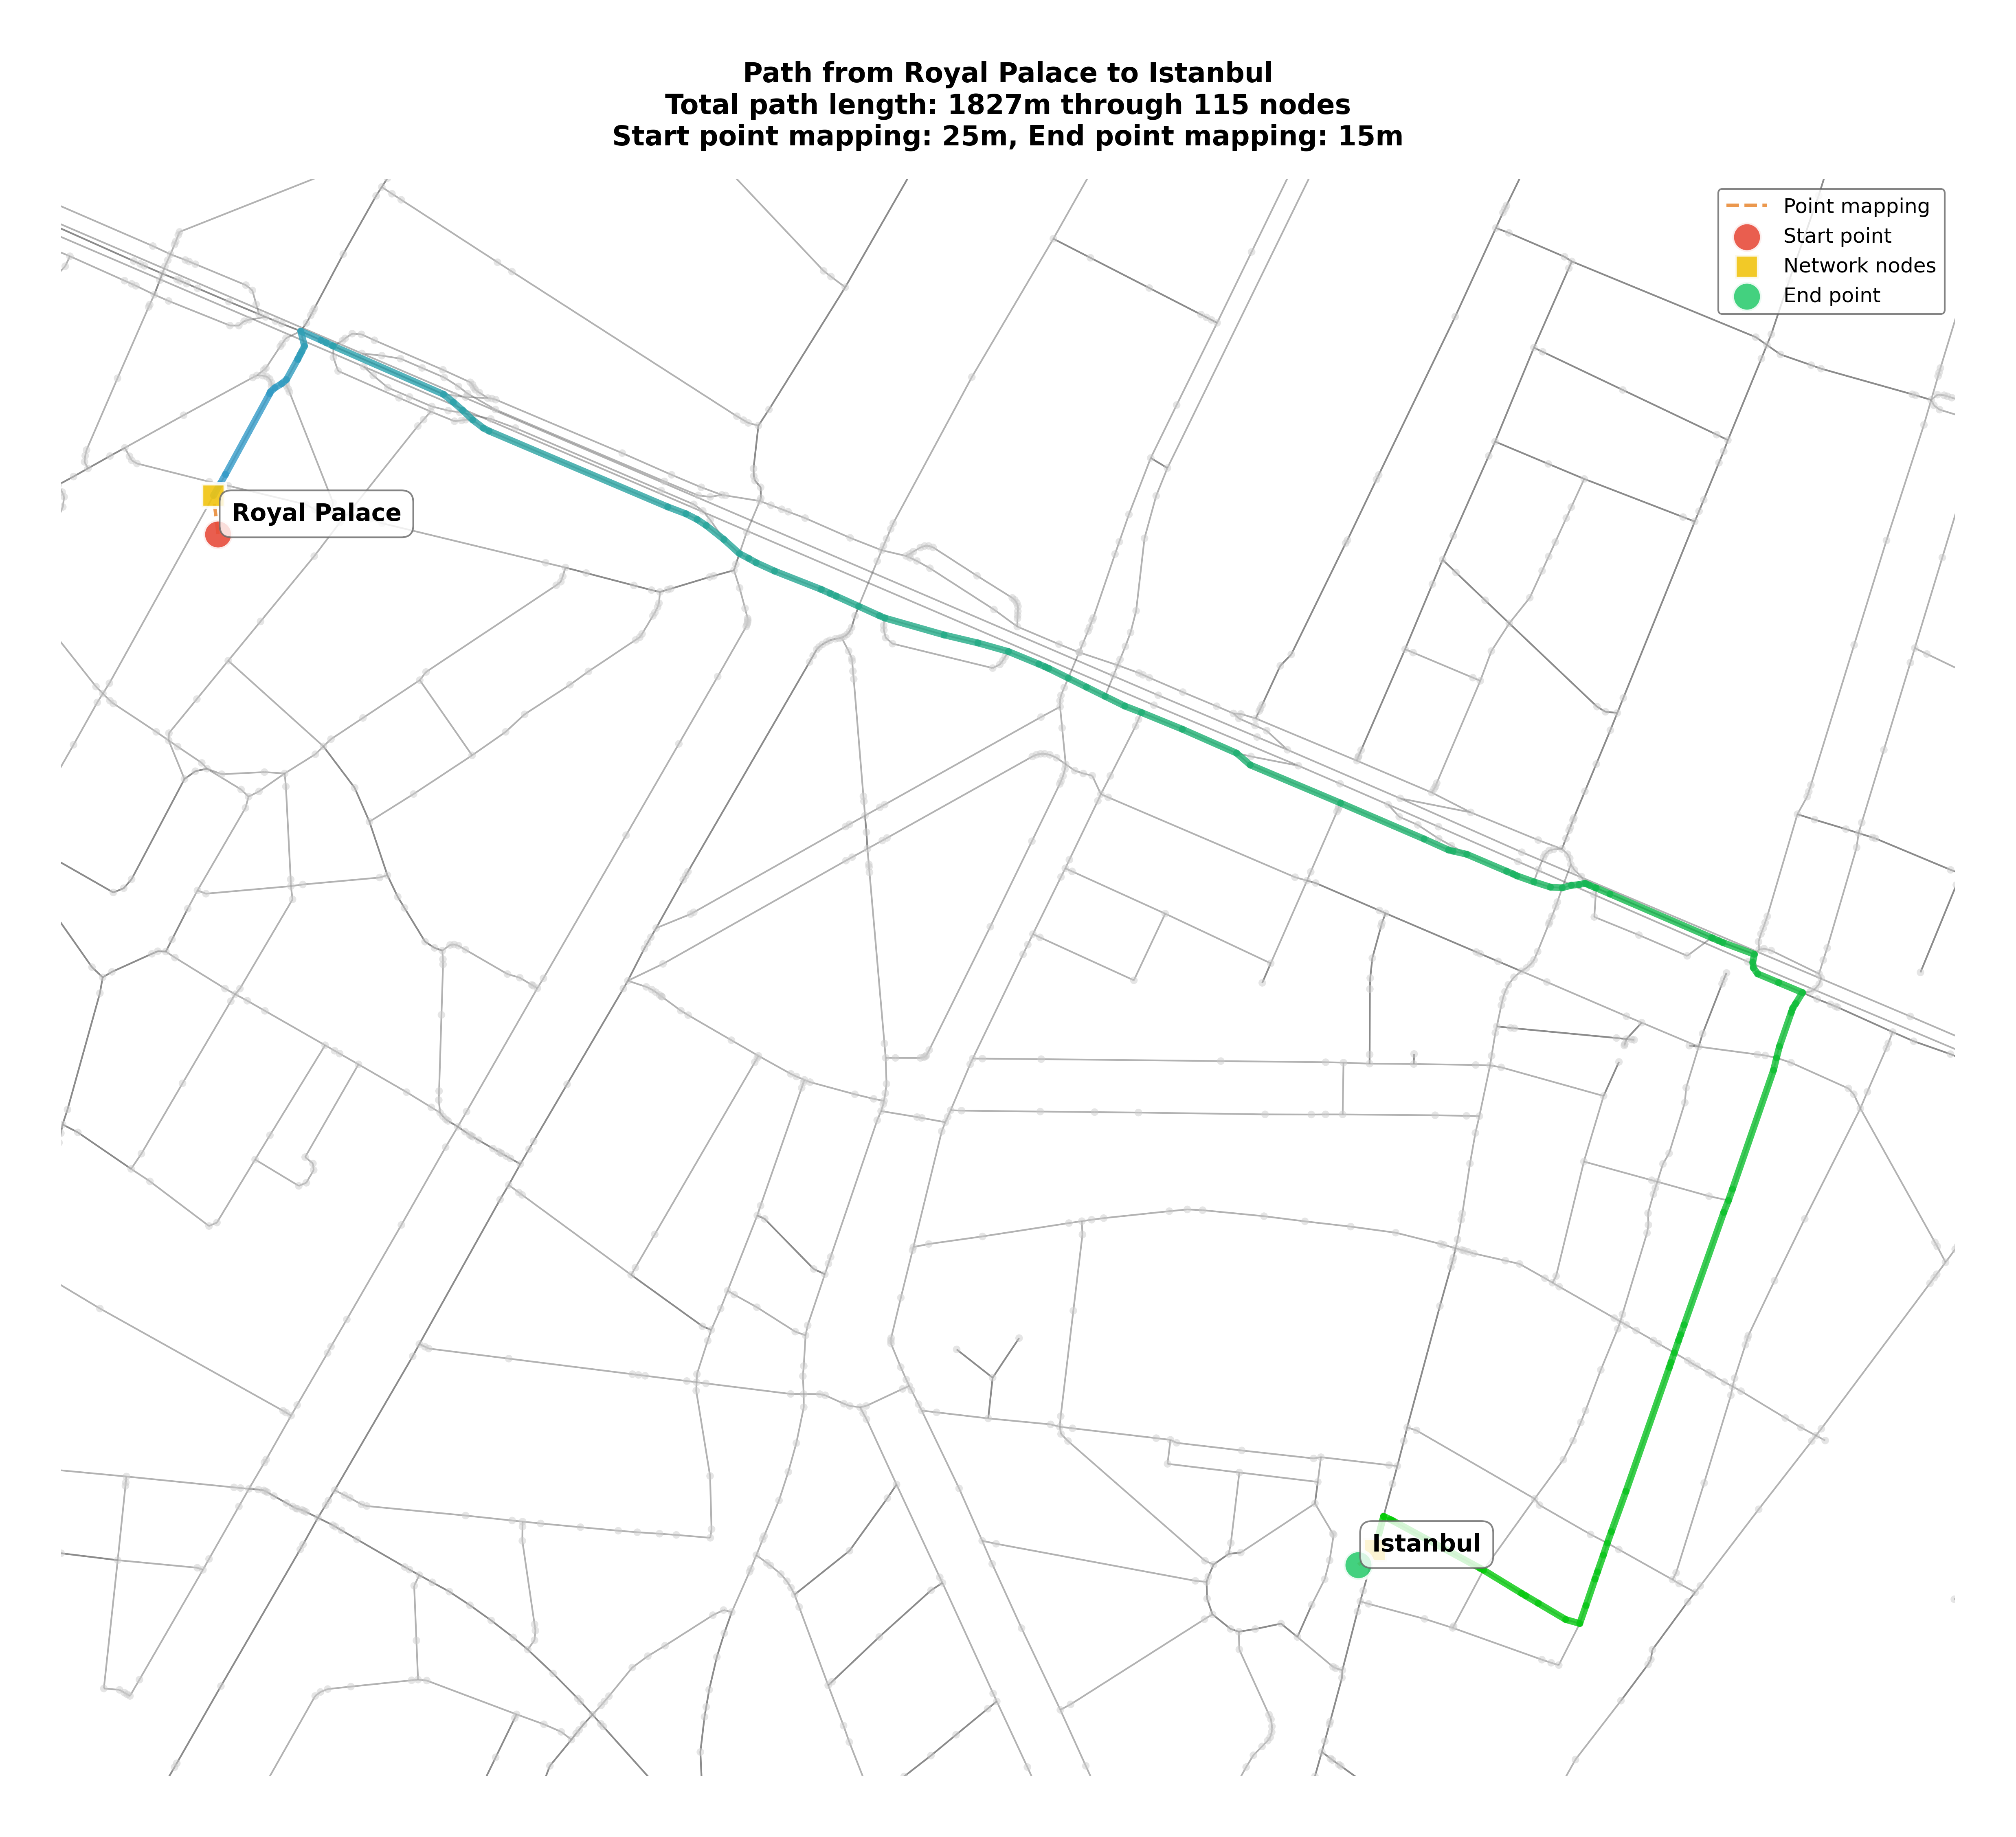 Path from Royal Palace to Istanbul
Total path length: 1827m through 115 nodes
Start point mapping: 25m, End point mapping: 15m
Point mapping
Start point
Network nodes
End point
Royal Palace
Istanbul